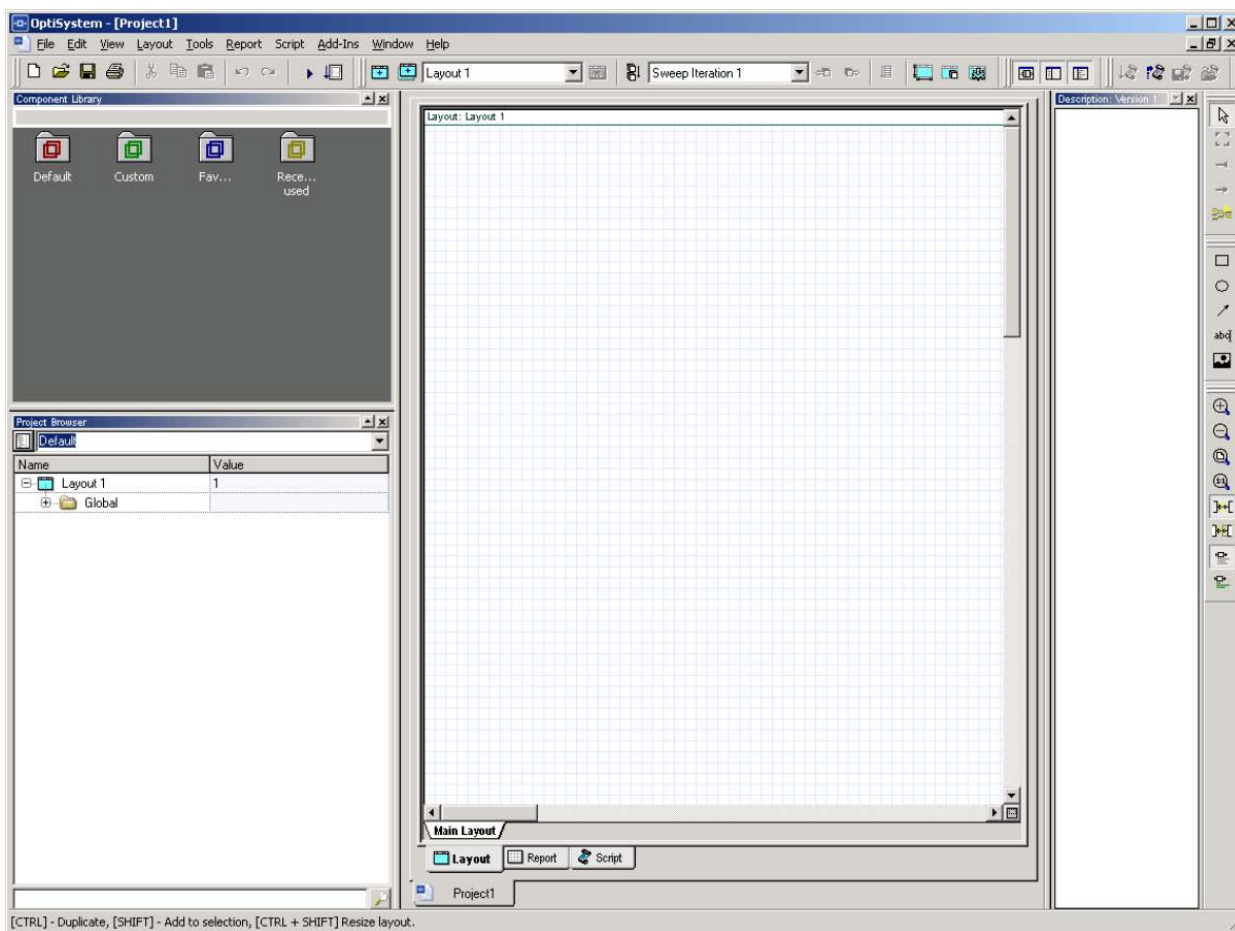 OptiSystem - [Project1]
File Edit View Layout Tools Report Script Add-Ins Window Help
Layout 1 Sweep Iteration 1
Component Library
Default Custom Fav... Rece... used
Layout: Layout 1
Description: Version 1
abc
Project Browser
Default
Name Value
Layout 1 1
Global
Main Layout
Layout Report Script
Project1
[CTRL] - Duplicate, [SHIFT] - Add to selection, [CTRL + SHIFT] Resize layout.